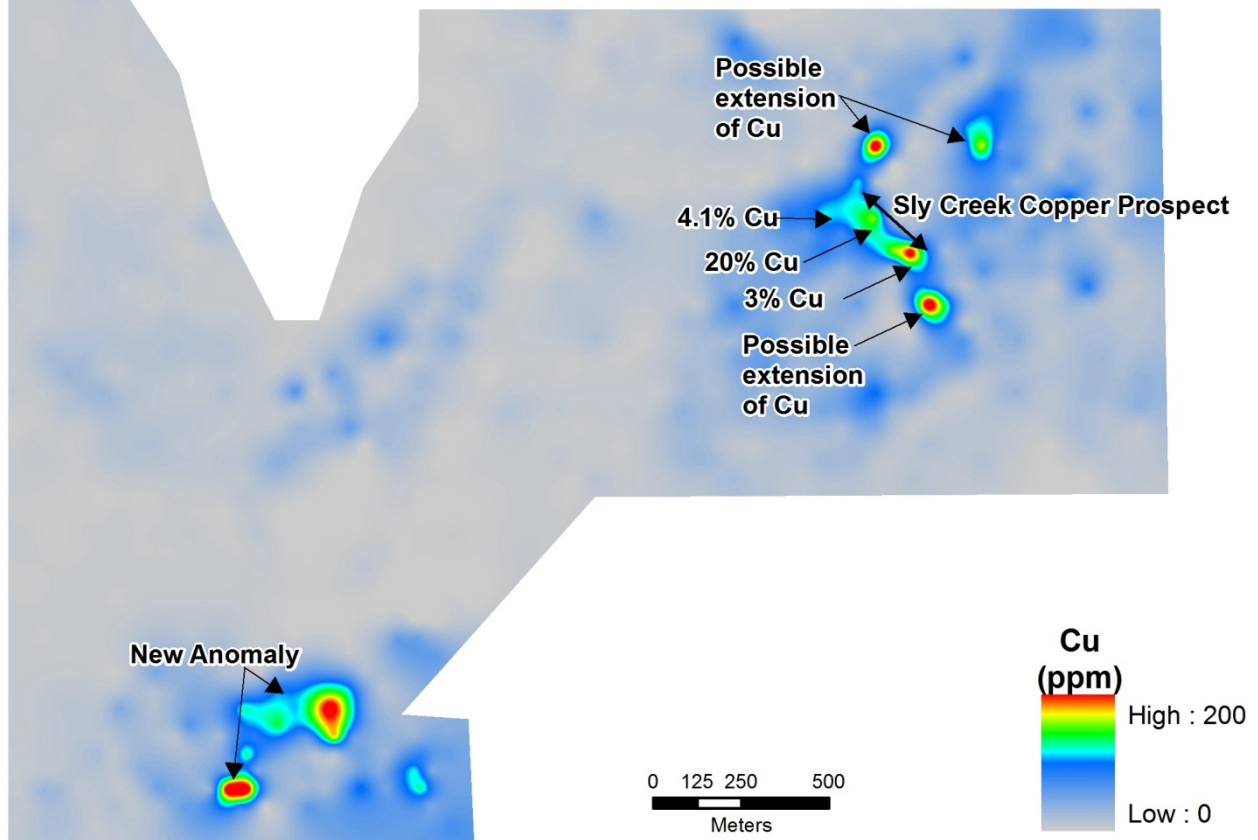 Possible
extension
of Cu
Sly Creek Copper Prospect
4.1% Cu
20% Cu
3% Cu
Possible
extension
of Cu
New Anomaly
Cu
(ppm)
High : 200
Low : 0
0 125 250 500
Meters